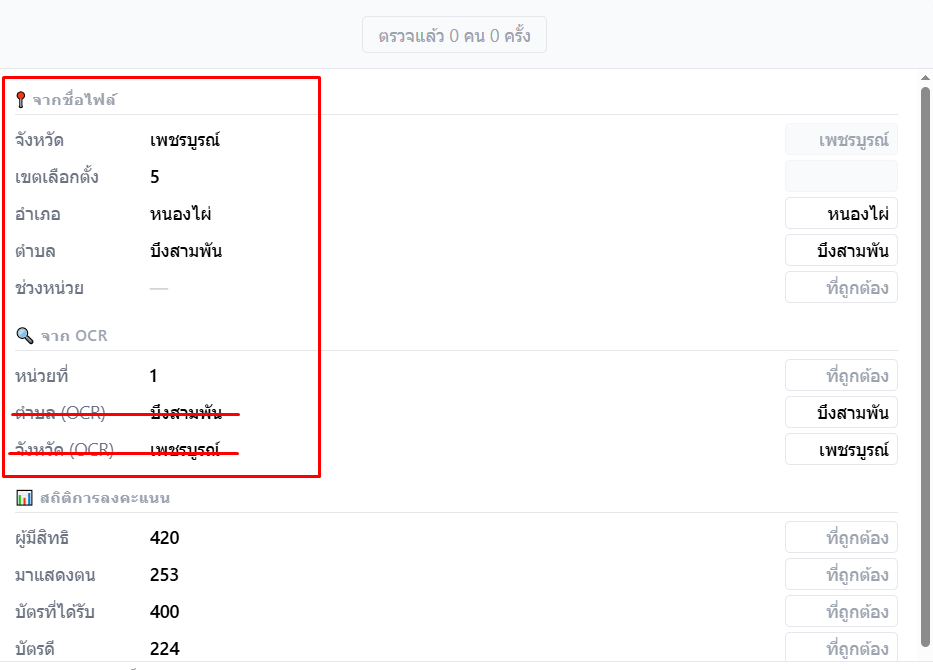 ตรวจแล้ว 0 คน 0 ครั้ง
จากชื่อไฟล์
จังหวัด เพชรบูรณ์ เพชรบูรณ์
เขตเลือกตั้ง 5
อำเภอ หนองไผ่ หนองไผ่
ตำบล บึงสามพัน บึงสามพัน
ช่วงหน่วย — ที่ถูกต้อง
จาก OCR
หน่วยที่ 1 ที่ถูกต้อง
ตำบล (OCR) บึงสามพัน บึงสามพัน
จังหวัด (OCR) เพชรบูรณ์ เพชรบูรณ์
สถิติการลงคะแนน
ผู้มีสิทธิ 420 ที่ถูกต้อง
มาแสดงตน 253 ที่ถูกต้อง
บัตรที่ได้รับ 400 ที่ถูกต้อง
บัตรดี 224 ที่ถูกต้อง